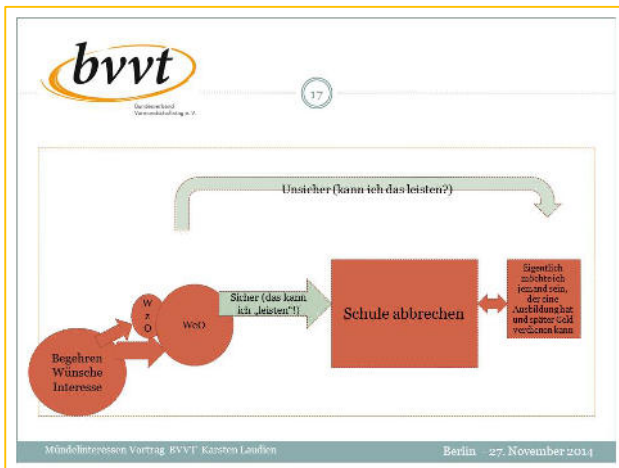 bvvt
Bundesverband
Vormundschaftstag e. V.
17
Unsicher (kann ich das leisten?)
Sicher (das kann
ich „leisten“!)
W
z
O
WeO
Begehren
Wünsche
Interesse
Schule abbrechen
Eigentlich
möchte ich
jemand sein,
der eine
Ausbildung hat
und später Geld
verdienen kann
Mündelinteressen Vortrag BVVT Karsten Laudien
Berlin - 27. November 2014